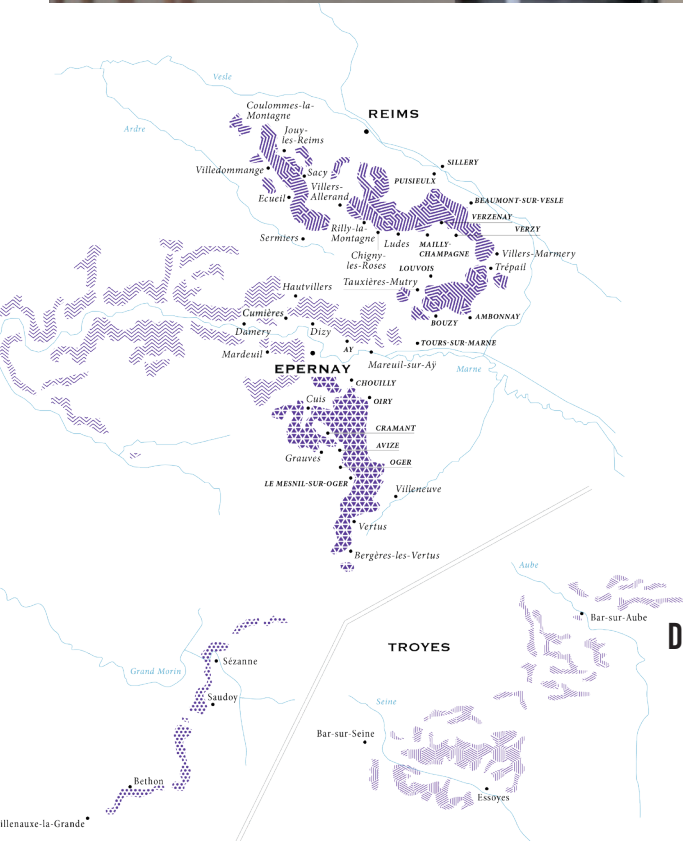 Vesle
Coulommes-la-
Montagne
REIMS
Ardre
Jouy-
les-Reims
SILLERY
Villedommange
Sacy
PUISIEULX
Villers-
Allerand
Ecueil
BEAUMONT-SUR-VESLE
VERZENAY
Rilly-la-
Montagne
VERZY
Sermiers
Ludes
MAILLY-
CHAMPAGNE
Villers-Marmery
Chigny-
les-Roses
LOUVOIS
Trépail
Tauxières-Mutry
Hautvillers
Cumières
AMBONNAY
BOUZY
Damery
Dizy
TOURS-SUR-MARNE
AY
Mardeuil
Mareuil-sur-Aÿ
EPERNAY
Marne
CHOUILLY
Cuis
OIRY
CRAMANT
AVIZE
Grauves
OGER
LE MESNIL-SUR-OGER
Villeneuve
Vertus
Bergères-les-Vertus
Aube
Bar-sur-Aube
D
TROYES
Sézanne
Grand Morin
Saudoy
Seine
Bar-sur-Seine
Bethon
Essoyes
illenauxe-la-Grande